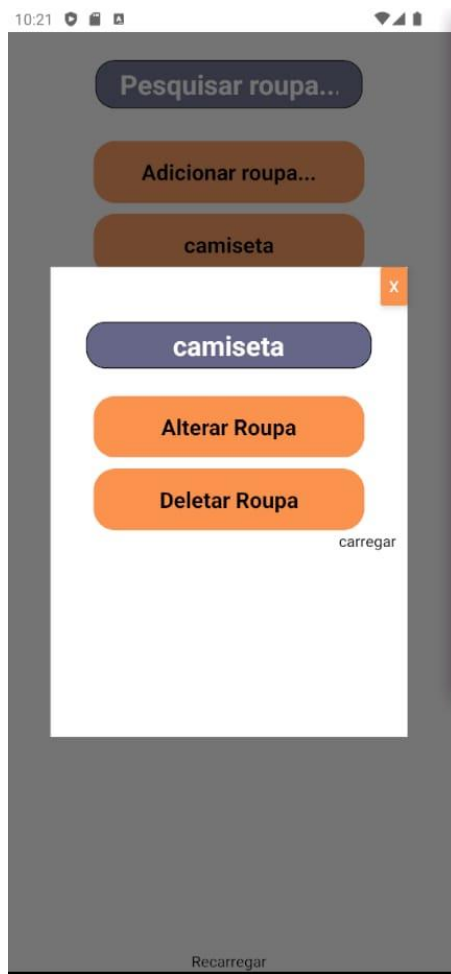 10:21
Pesquisar roupa...
Adicionar roupa...
camiseta
X
camiseta
Alterar Roupa
Deletar Roupa
carregar
Recarregar